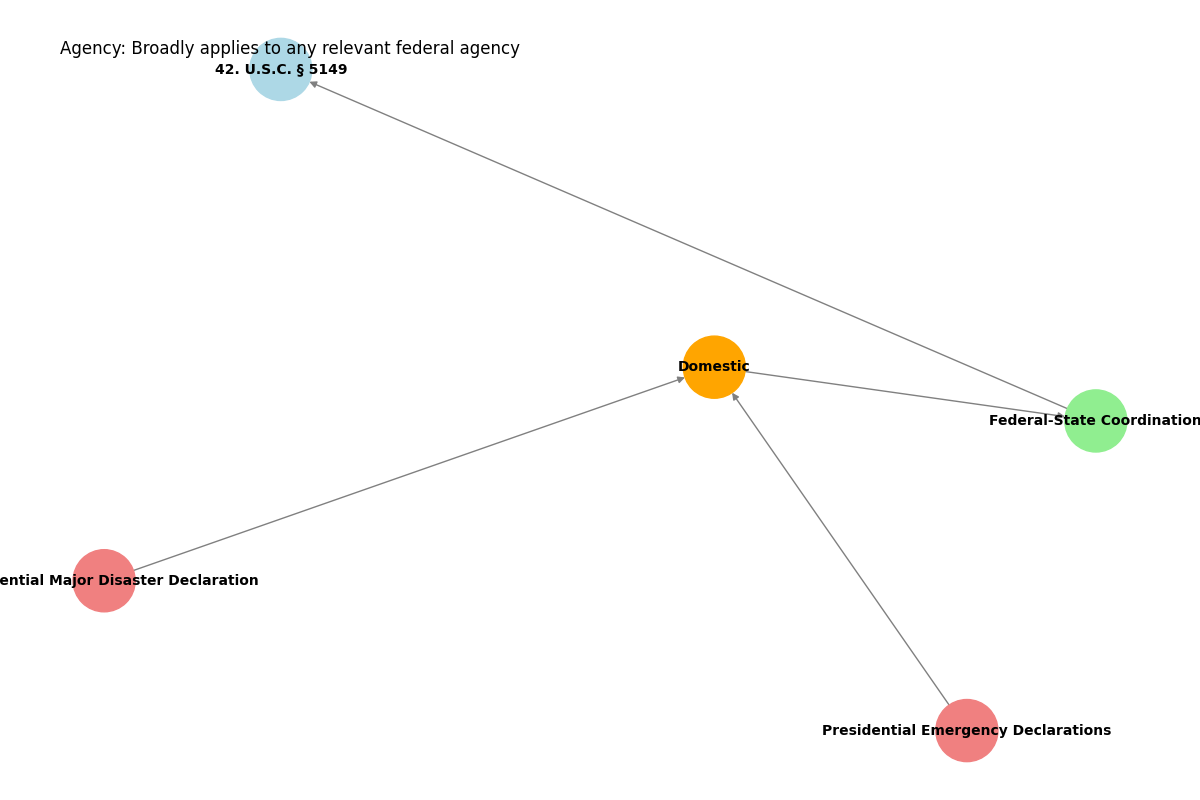 Agency: Broadly applies to any relevant federal agency
42. U.S.C. § 5149
Domestic
Federal-State Coordination
ential Major Disaster Declaration
Presidential Emergency Declarations